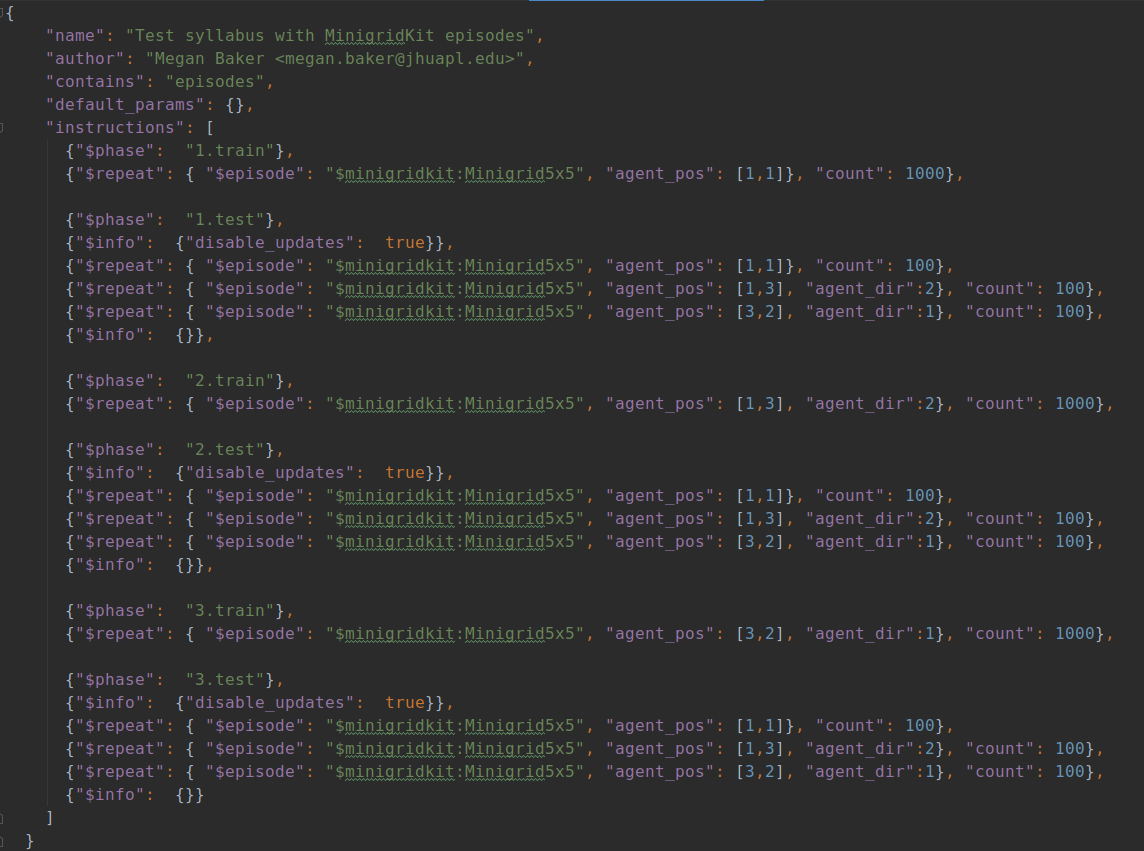 {
"name": "Test syllabus with MinigridKit episodes",
"author": "Megan Baker <megan.baker@jhuapl.edu>",
"contains": "episodes",
"default_params": {},
"instructions": [
{"$phase":  "1.train"},
{"$repeat": { "$episode": "$minigridkit:Minigrid5x5", "agent_pos": [1,1]}, "count": 1000},
{"$phase":  "1.test"},
{"$info":  {"disable_updates":  true}},
{"$repeat": { "$episode": "$minigridkit:Minigrid5x5", "agent_pos": [1,1]}, "count": 100},
{"$repeat": { "$episode": "$minigridkit:Minigrid5x5", "agent_pos": [1,3], "agent_dir":2}, "count": 100},
{"$repeat": { "$episode": "$minigridkit:Minigrid5x5", "agent_pos": [3,2], "agent_dir":1}, "count": 100},
{"$info":  {}},
{"$phase":  "2.train"},
{"$repeat": { "$episode": "$minigridkit:Minigrid5x5", "agent_pos": [1,3], "agent_dir":2}, "count": 1000},
{"$phase":  "2.test"},
{"$info":  {"disable_updates":  true}},
{"$repeat": { "$episode": "$minigridkit:Minigrid5x5", "agent_pos": [1,1]}, "count": 100},
{"$repeat": { "$episode": "$minigridkit:Minigrid5x5", "agent_pos": [1,3], "agent_dir":2}, "count": 100},
{"$repeat": { "$episode": "$minigridkit:Minigrid5x5", "agent_pos": [3,2], "agent_dir":1}, "count": 100},
{"$info":  {}},
{"$phase":  "3.train"},
{"$repeat": { "$episode": "$minigridkit:Minigrid5x5", "agent_pos": [3,2], "agent_dir":1}, "count": 1000},
{"$phase":  "3.test"},
{"$info":  {"disable_updates":  true}},
{"$repeat": { "$episode": "$minigridkit:Minigrid5x5", "agent_pos": [1,1]}, "count": 100},
{"$repeat": { "$episode": "$minigridkit:Minigrid5x5", "agent_pos": [1,3], "agent_dir":2}, "count": 100},
{"$repeat": { "$episode": "$minigridkit:Minigrid5x5", "agent_pos": [3,2], "agent_dir":1}, "count": 100},
{"$info":  {}}
]
}